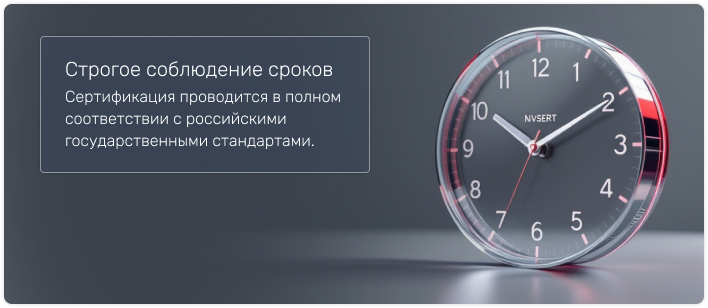 Строгое соблюдение сроков
Сертификация проводится в полном
соответствии с российскими
государственными стандартами.
12
1
2
3
4
5
6
7
8
9
10
11
NVSERT